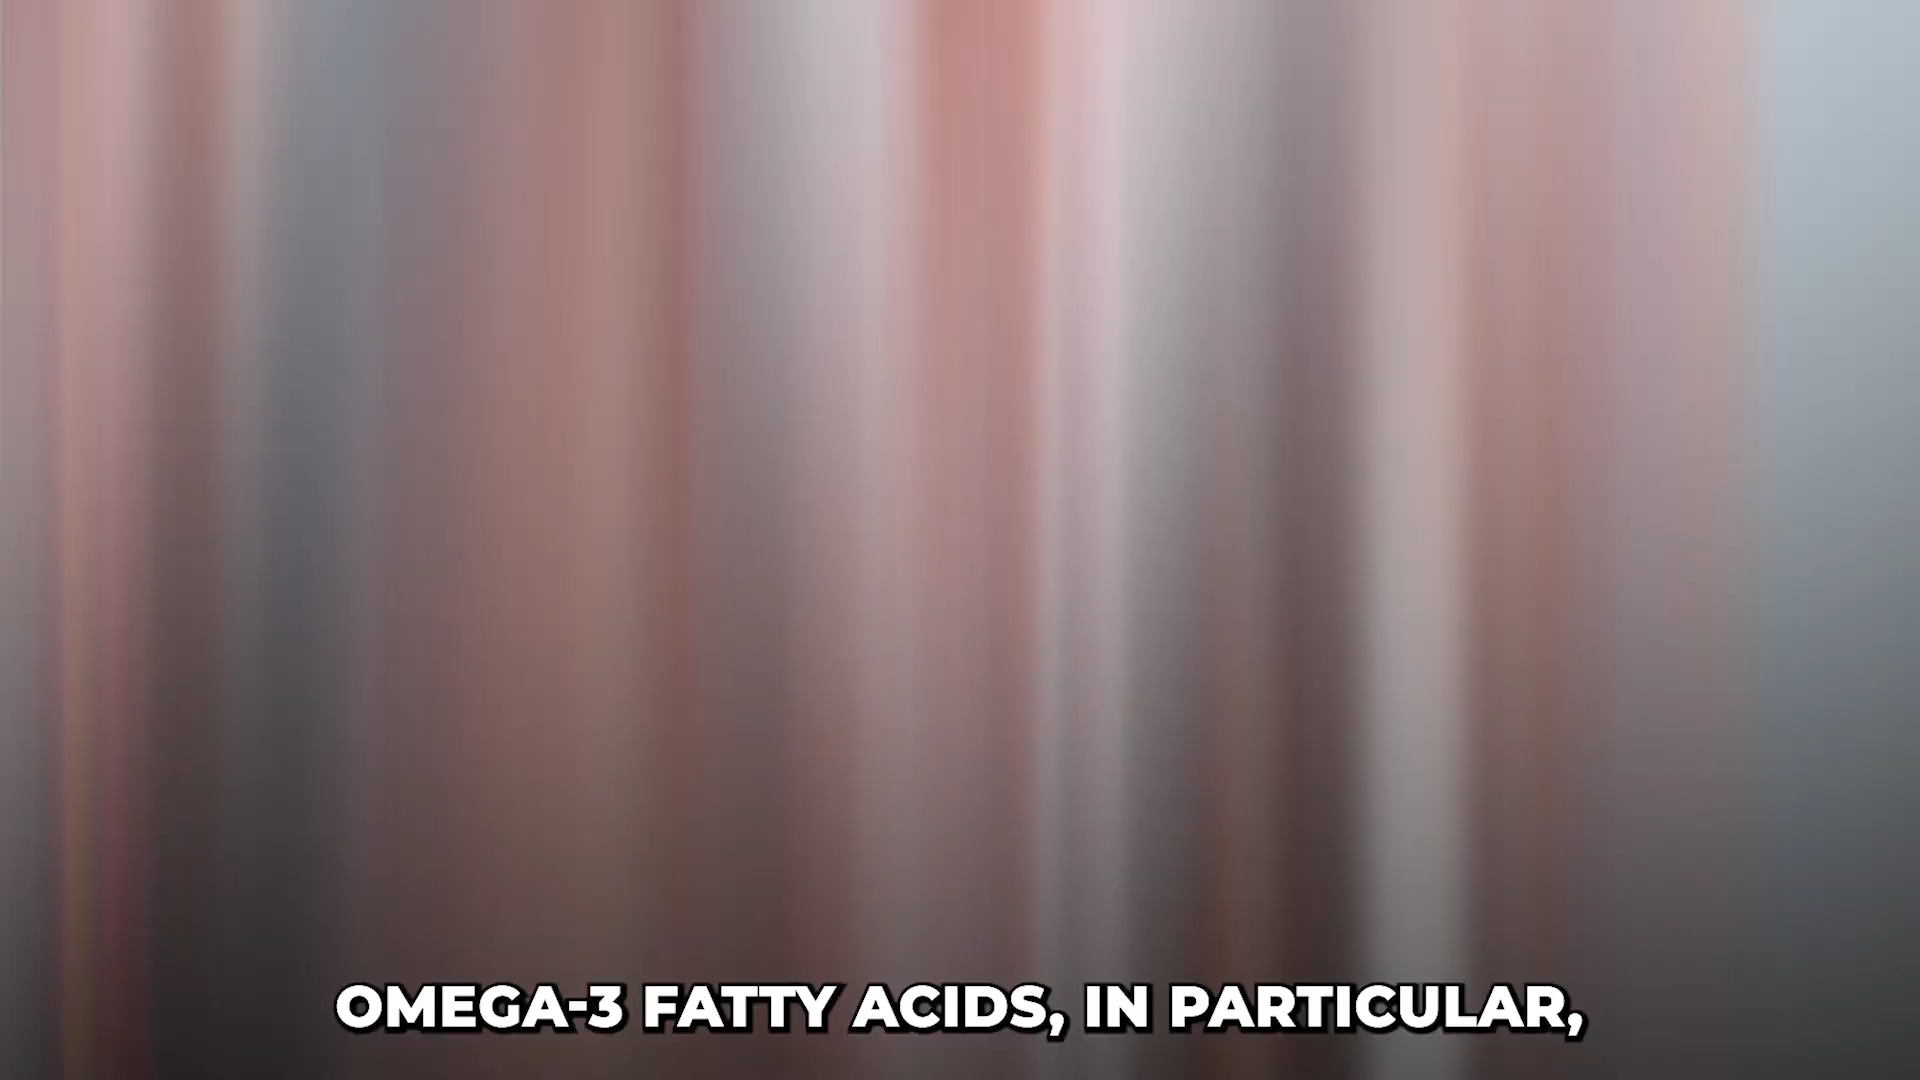 OMEGA-3 FATTY ACIDS, IN PARTICULAR,